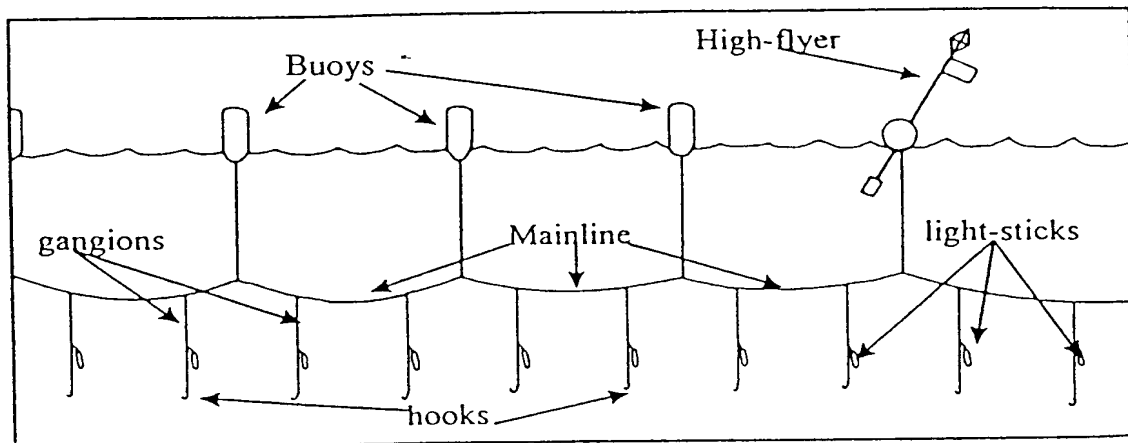 High-flyer
Buoys
gangions
Mainline
light-sticks
hooks